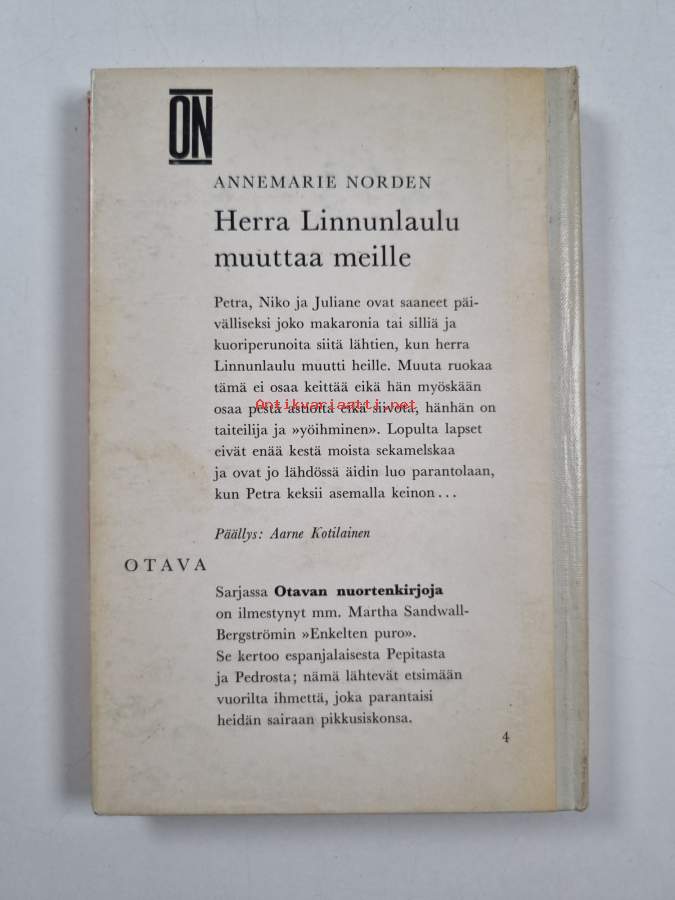 ON
ANNEMARIE NORDEN
Herra Linnunlaulu
muuttaa meille
Petra, Niko ja Juliane ovat saaneet päi-
välliseksi joko makaronia tai silliä ja
kuoriperunoita siitä lähtien, kun herra
Linnunlaulu muutti heille. Muuta ruokaa
tämä ei osaa keittää eikä hän myöskään
Antikvariaatti.net
osaa pestä astioita eikä siivota, hänhän on
taiteilija ja »yöihminen». Lopulta lapset
eivät enää kestä moista sekamelskaa
ja ovat jo lähdössä äidin luo parantolaan,
kun Petra keksii asemalla keinon...
Päällys: Aarne Kotilainen
OTAVA
Sarjassa Otavan nuortenkirjoja
on ilmestynyt mm. Martha Sandwall-
Bergströmin »Enkelten puro».
Se kertoo espanjalaisesta Pepitasta
ja Pedrosta; nämä lähtevät etsimään
vuorilta ihmettä, joka parantaisi
heidän sairaan pikkusiskonsa.
4